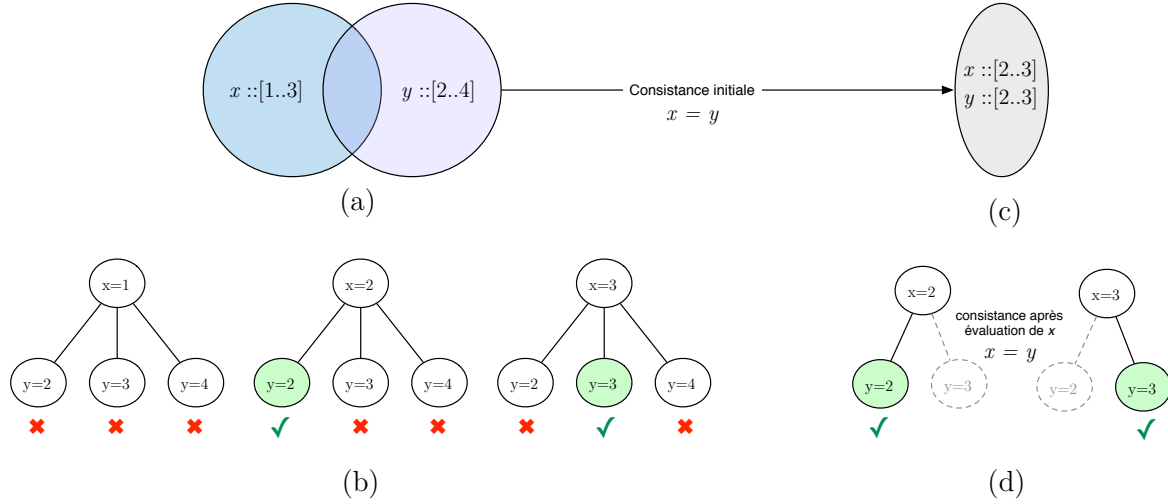 x ::[1..3]
y ::[2..4]
Consistance initiale
x = y
x ::[2..3]
y ::[2..3]
(a)
(c)
x=1
x=2
x=3
y=2
y=3
y=4
y=2
y=3
y=4
y=2
y=3
y=4
(b)
x=2
x=3
consistance après
évaluation de x
x = y
y=2
y=3
y=2
y=3
(d)